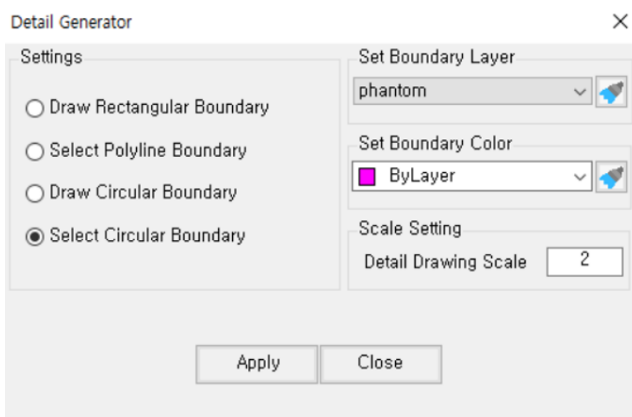 Detail Generator
Settings
Draw Rectangular Boundary
Select Polyline Boundary
Draw Circular Boundary
Select Circular Boundary
Set Boundary Layer
phantom
Set Boundary Color
ByLayer
Scale Setting
Detail Drawing Scale 2
Apply Close